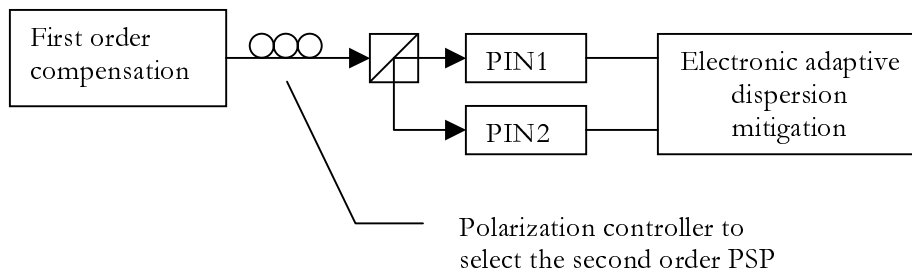 First order
compensation
PIN1
PIN2
Electronic adaptive
dispersion
mitigation
Polarization controller to
select the second order PSP